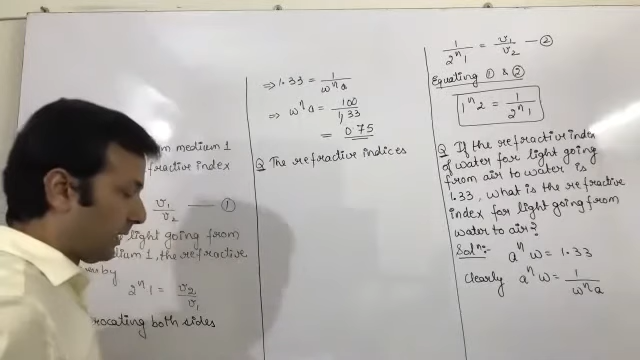 m medium 1
fractive index
v₁/v₂ — ①
light going from
dium 1, the refractive
by
₂n₁ = v₂/v₁
rocating both sides
⇒ 1.33 = 1/wna
⇒ wna = 100/1.33
= 0.75
Q The refractive indices
1/₂n₁ = v₁/v₂ — ②
Equating ① & ②
₁n₂ = 1/₂n₁
Q If the refractive index
of water for light going
from air to water is
1.33, what is the refractive
index for light going from
water to air?
Solⁿ:-
anw = 1.33
Clearly anw = 1/wna